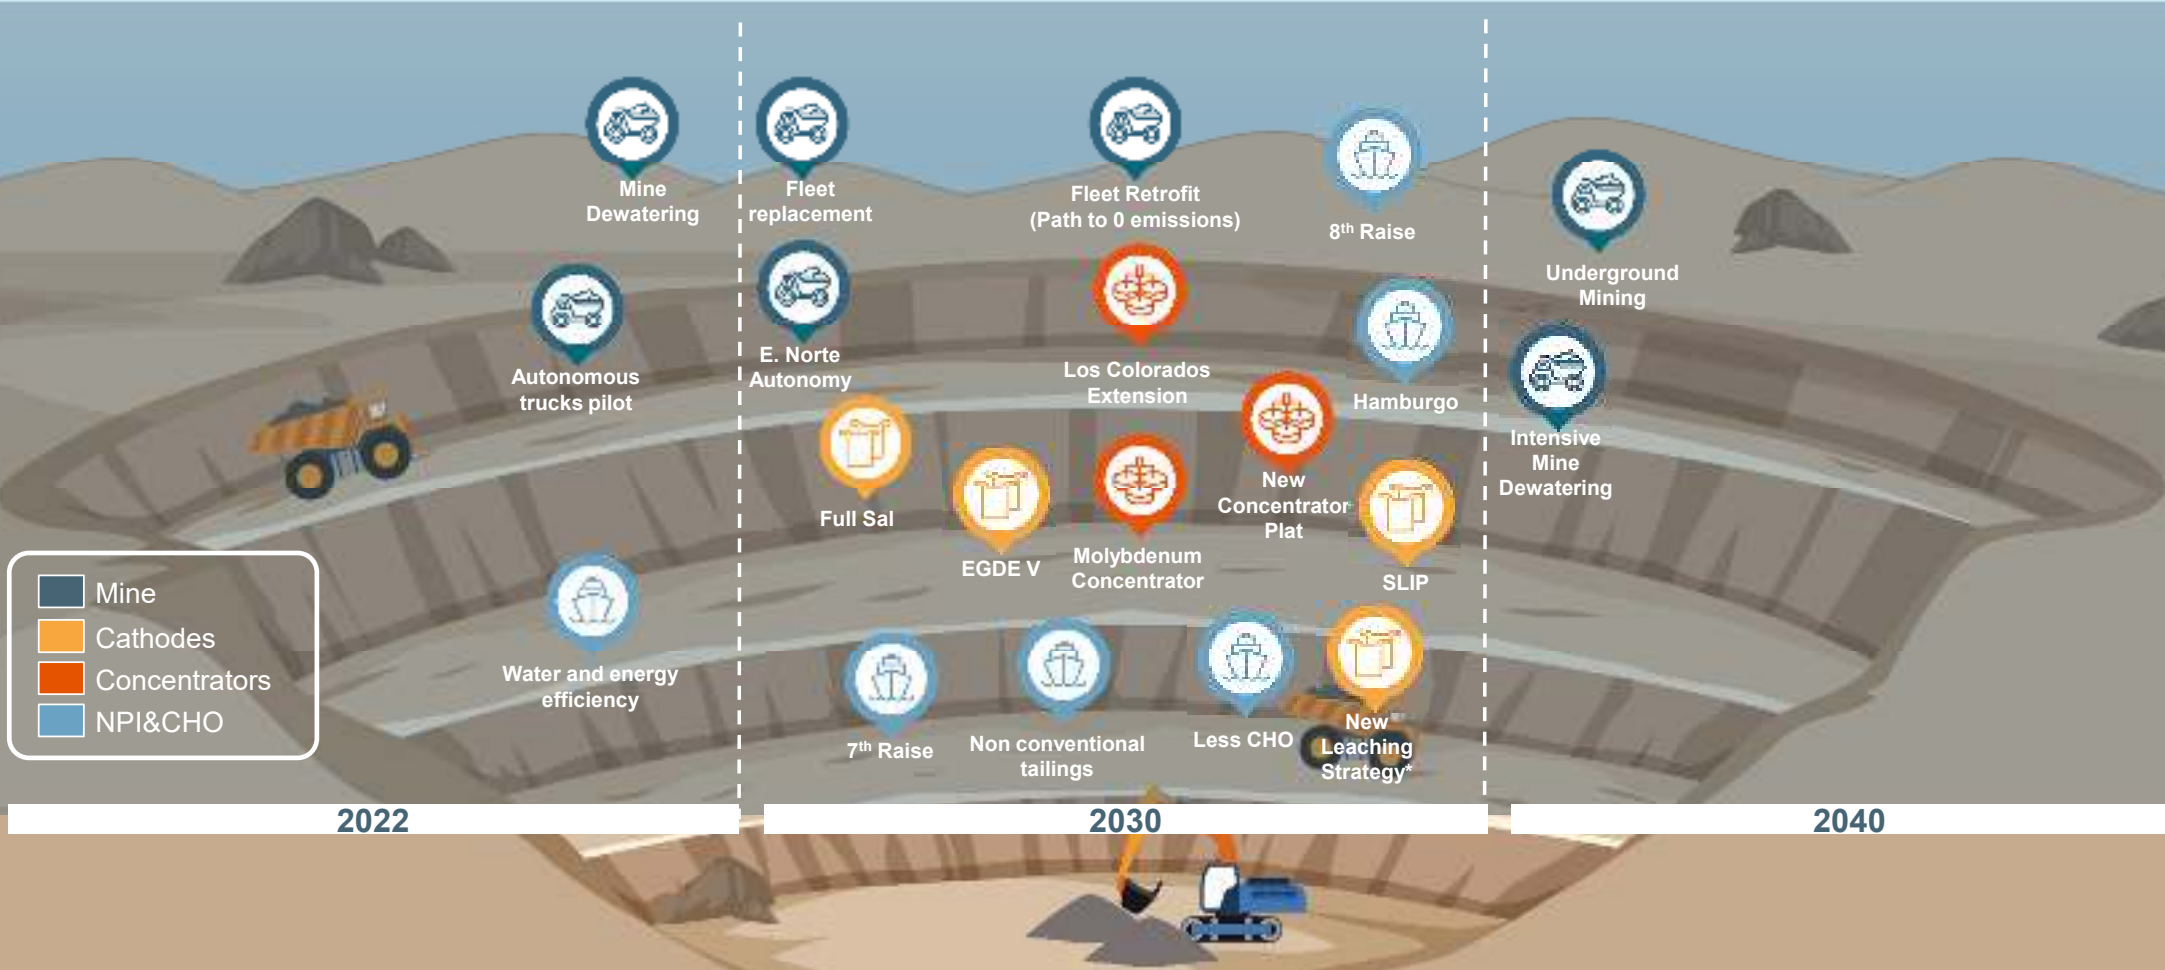 Mine
Dewatering
Autonomous
trucks pilot
Water and energy
efficiency
Fleet
replacement
E. Norte
Autonomy
Full Sal
EGDE V
7th Raise
Non conventional
tailings
Fleet Retrofit
(Path to 0 emissions)
Los Colorados
Extension
Molybdenum
Concentrator
8th Raise
Hamburgo
New
Concentrator
Plat
SLIP
Less CHO
New
Leaching
Strategy*
Underground
Mining
Intensive
Mine
Dewatering
Mine
Cathodes
Concentrators
NPI&CHO
2022
2030
2040